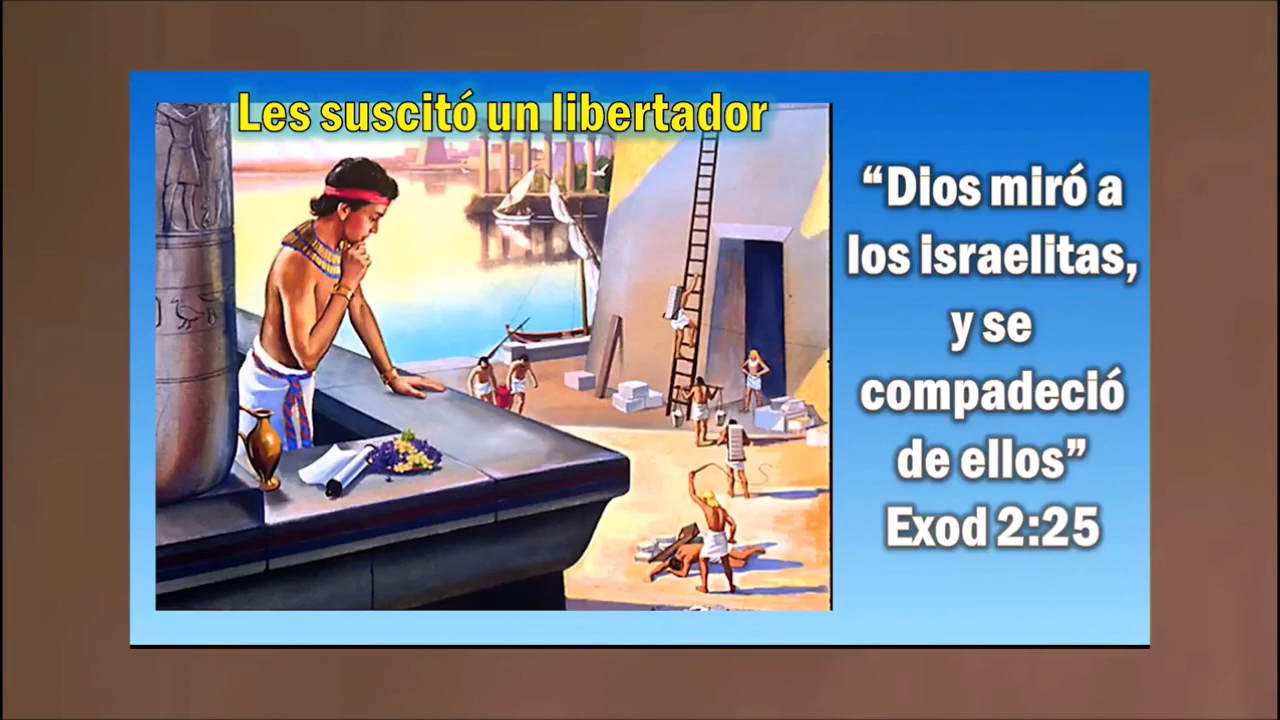 Les suscitó un libertador
“Dios miró a
los israelitas,
y se
compadeció
de ellos”
Exod 2:25